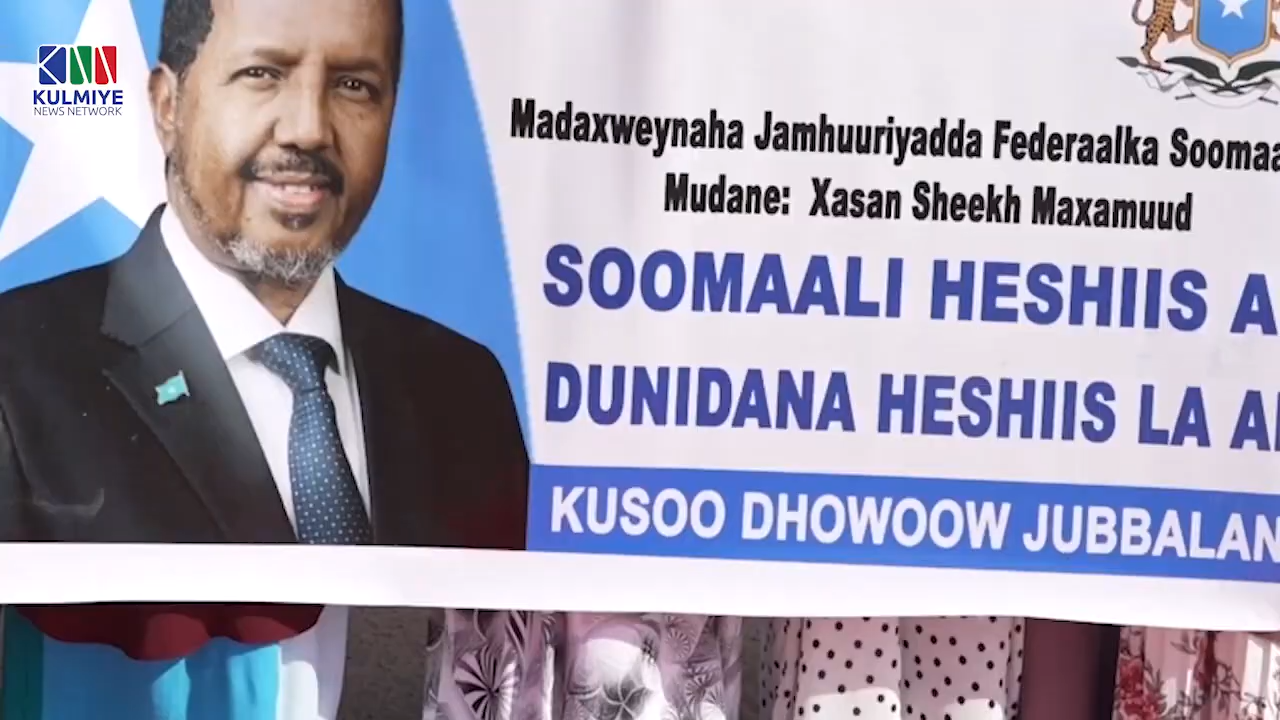 KULMIYE
NEWS NETWORK
Madaxweynaha Jamhuuriyadda Federaalka
Mudane: Xasan Sheekh Maxamuud
SOOMAALI HESHIIS
DUNIDANA HESHIIS LA
KUSOO DHOWOOW